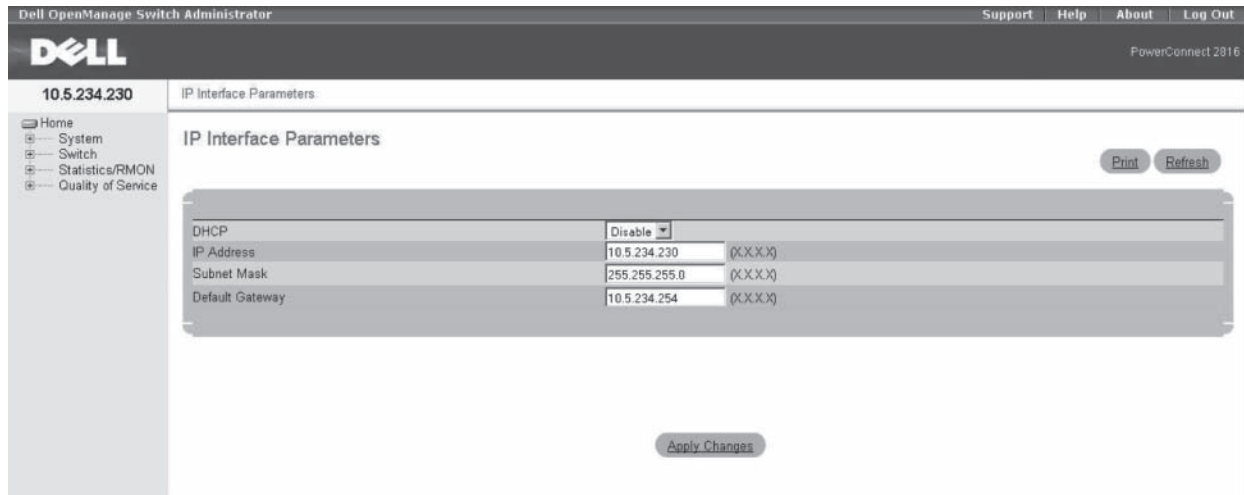 Dell OpenManage Switch Administrator
Support Help About Log Out
DELL
PowerConnect 2816
10.5.234.230
IP Interface Parameters
Home
System
Switch
Statistics/RMON
Quality of Service
IP Interface Parameters
Print Refresh
DHCP Disable
IP Address 10.5.234.230 (X.X.X.X)
Subnet Mask 255.255.255.0 (X.X.X.X)
Default Gateway 10.5.234.254 (X.X.X.X)
Apply Changes